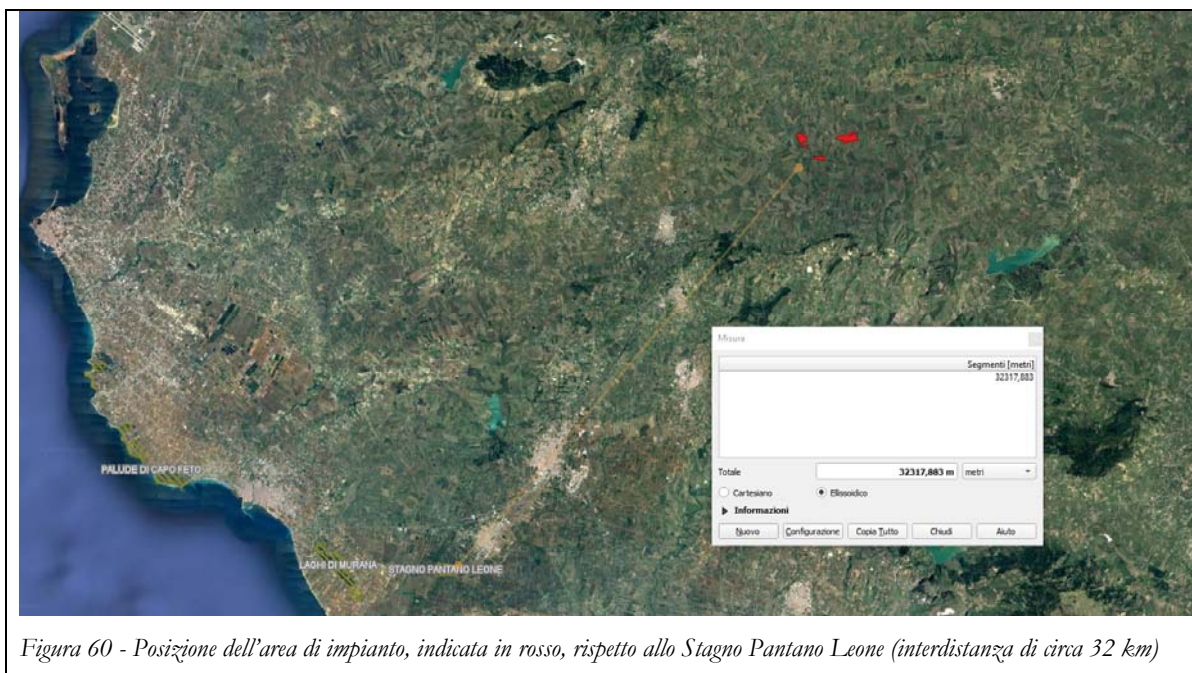 PALUDE DI CAPO FETO
LAGHI DI MURANA
STAGNO PANTANO LEONE
Misura
Segmenti [metri]
32317,883
Totale
32317,883 m
metri
Cartesiano
Ellissoidico
Informazioni
Nuovo
Configurazione
Copia Tutto
Chiudi
Aiuto
Figura 60 - Posizione dell'area di impianto, indicata in rosso, rispetto allo Stagno Pantano Leone (interdistanza di circa 32 km)